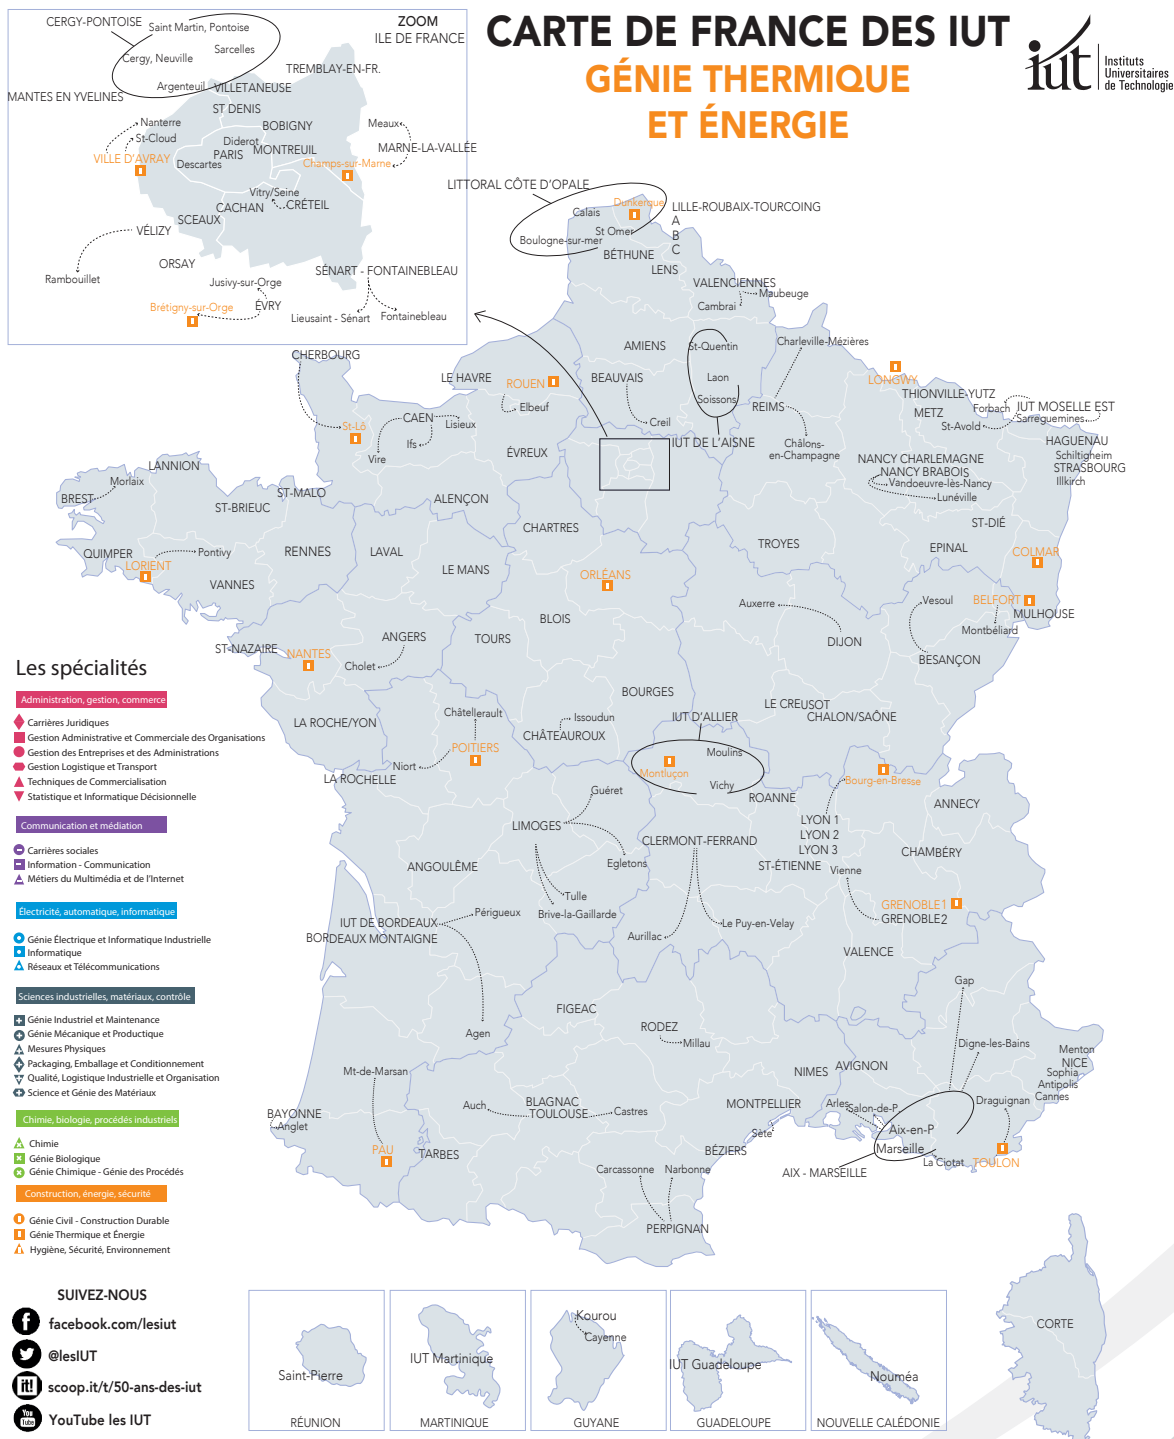 CARTE DE FRANCE DES IUT
GÉNIE THERMIQUE
ET ÉNERGIE
iut
Instituts
Universitaires
de Technologie
ZOOM
ILE DE FRANCE
CERGY-PONTOISE
Saint Martin, Pontoise
Sarcelles
Cergy, Neuville
Argenteuil
TREMBLAY-EN-FR.
VILLETANEUSE
MANTES EN YVELINES
ST DENIS
Nanterre
BOBIGNY
Meaux
St-Cloud
Diderot
MARNE-LA-VALLÉE
PARIS
MONTREUIL
VILLE D'AVRAY
Descartes
Champs-sur-Marne
Vitry/Seine
CACHAN
CRÉTEIL
SCEAUX
VÉLIZY
ORSAY
Rambouillet
SÉNART - FONTAINEBLEAU
Jusivy-sur-Orge
Brétigny-sur-Orge
ÉVRY
Lieusaint - Sénart
Fontainebleau
LITTORAL CÔTE D'OPALE
Dunkerque
Calais
LILLE-ROUBAIX-TOURCOING
A
B
C
St Omer
Boulogne-sur-mer
BÉTHUNE
LENS
VALENCIENNES
Maubeuge
Cambrai
CHERBOURG
AMIENS
St-Quentin
Charleville-Mézières
LE HAVRE
ROUEN
BEAUVAIS
Laon
LONGWY
Soissons
Elbeuf
REIMS
THIONVILLE-YUTZ
METZ
Forbach
IUT MOSELLE EST
Sarreguemines
St-Avold
St-Lô
CAEN
Lisieux
Creil
Ifs
Vire
IUT DE L'AISNE
Châlons-
en-Champagne
HAGUENAU
Schiltigheim
STRASBOURG
Illkirch
ÉVREUX
NANCY CHARLEMAGNE
NANCY BRABOIS
Vandoeuvre-lès-Nancy
Lunéville
LANNION
Morlaix
BREST
ST-MALO
ST-BRIEUC
ALENÇON
CHARTRES
ST-DIÉ
TROYES
EPINAL
COLMAR
QUIMPER
LORIENT
Pontivy
RENNES
LAVAL
LE MANS
ORLÉANS
VANNES
Auxerre
Vesoul
BELFORT
MULHOUSE
BLOIS
Montbéliard
DIJON
ST-NAZAIRE
NANTES
ANGERS
Cholet
TOURS
BESANÇON
BOURGES
LE CREUSOT
CHALON/SAÔNE
LA ROCHE/YON
Châtellerault
Issoudun
CHÂTEAUROUX
IUT D'ALLIER
POITIERS
Niort
Moulins
Montluçon
Vichy
Bourg-en-Bresse
LA ROCHELLE
ROANNE
ANNECY
Guéret
LIMOGES
LYON 1
LYON 2
LYON 3
CLERMONT-FERRAND
CHAMBÉRY
ANGOULÊME
Egletons
ST-ÉTIENNE
Vienne
Tulle
GRENOBLE1
GRENOBLE2
Périgueux
Brive-la-Gaillarde
IUT DE BORDEAUX
BORDEAUX MONTAIGNE
Aurillac
Le Puy-en-Velay
VALENCE
Gap
FIGEAC
Agen
RODEZ
Millau
Digne-les-Bains
Menton
NICE
Sophia
Antipolis
Cannes
Mt-de-Marsan
NIMES
AVIGNON
Auch
BLAGNAC
TOULOUSE
Castres
MONTPELLIER
Arles
Salon-de-P
Draguignan
BAYONNE
Anglet
Sète
Aix-en-P
Marseille
PAU
TARBES
BÉZIERS
La Ciotat
TOULON
AIX - MARSEILLE
Carcassonne
Narbonne
PERPIGNAN
CORTE
Les spécialités
Administration, gestion, commerce
Carrières Juridiques
Gestion Administrative et Commerciale des Organisations
Gestion des Entreprises et des Administrations
Gestion Logistique et Transport
Techniques de Commercialisation
Statistique et Informatique Décisionnelle
Communication et médiation
Carrières sociales
Information - Communication
Métiers du Multimédia et de l'Internet
Électricité, automatique, informatique
Génie Électrique et Informatique Industrielle
Informatique
Réseaux et Télécommunications
Sciences industrielles, matériaux, contrôle
Génie Industriel et Maintenance
Génie Mécanique et Productique
Mesures Physiques
Packaging, Emballage et Conditionnement
Qualité, Logistique Industrielle et Organisation
Science et Génie des Matériaux
Chimie, biologie, procédés industriels
Chimie
Génie Biologique
Génie Chimique - Génie des Procédés
Construction, énergie, sécurité
Génie Civil - Construction Durable
Génie Thermique et Énergie
Hygiène, Sécurité, Environnement
SUIVEZ-NOUS
facebook.com/lesiut
@lesIUT
it!
scoop.it/t/50-ans-des-iut
You
Tube
YouTube les IUT
Saint-Pierre
RÉUNION
IUT Martinique
MARTINIQUE
Kourou
Cayenne
GUYANE
IUT Guadeloupe
GUADELOUPE
Nouméa
NOUVELLE CALÉDONIE